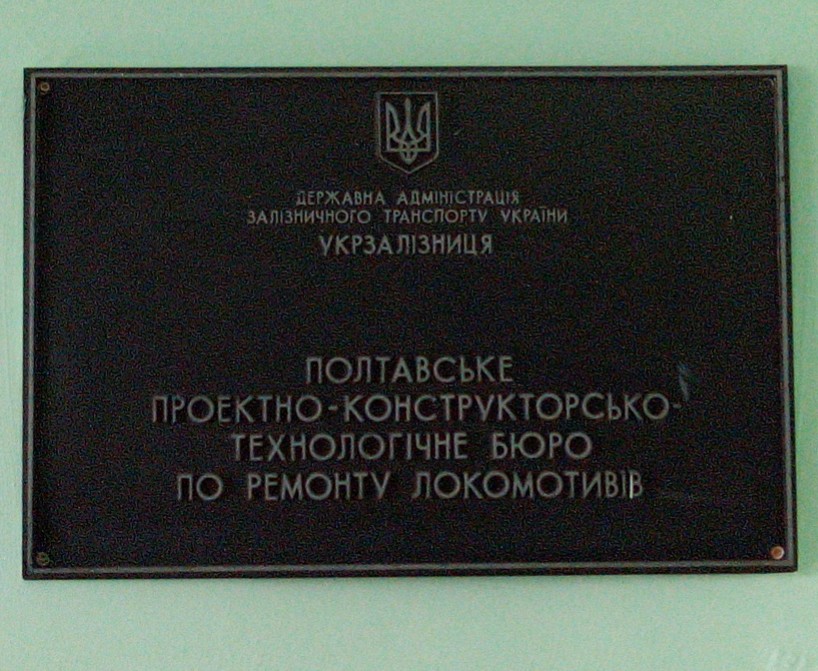 ДЕРЖАВНА АДМІНІСТРАЦІЯ
ЗАЛІЗНИЧНОГО ТРАНСПОРТУ УКРАЇНИ
УКРЗАЛІЗНИЦЯ
ПОЛТАВСЬКЕ
ПРОЕКТНО-КОНСТРУКТОРСЬКО-
ТЕХНОЛОГІЧНЕ БЮРО
ПО РЕМОНТУ ЛОКОМОТИВІВ